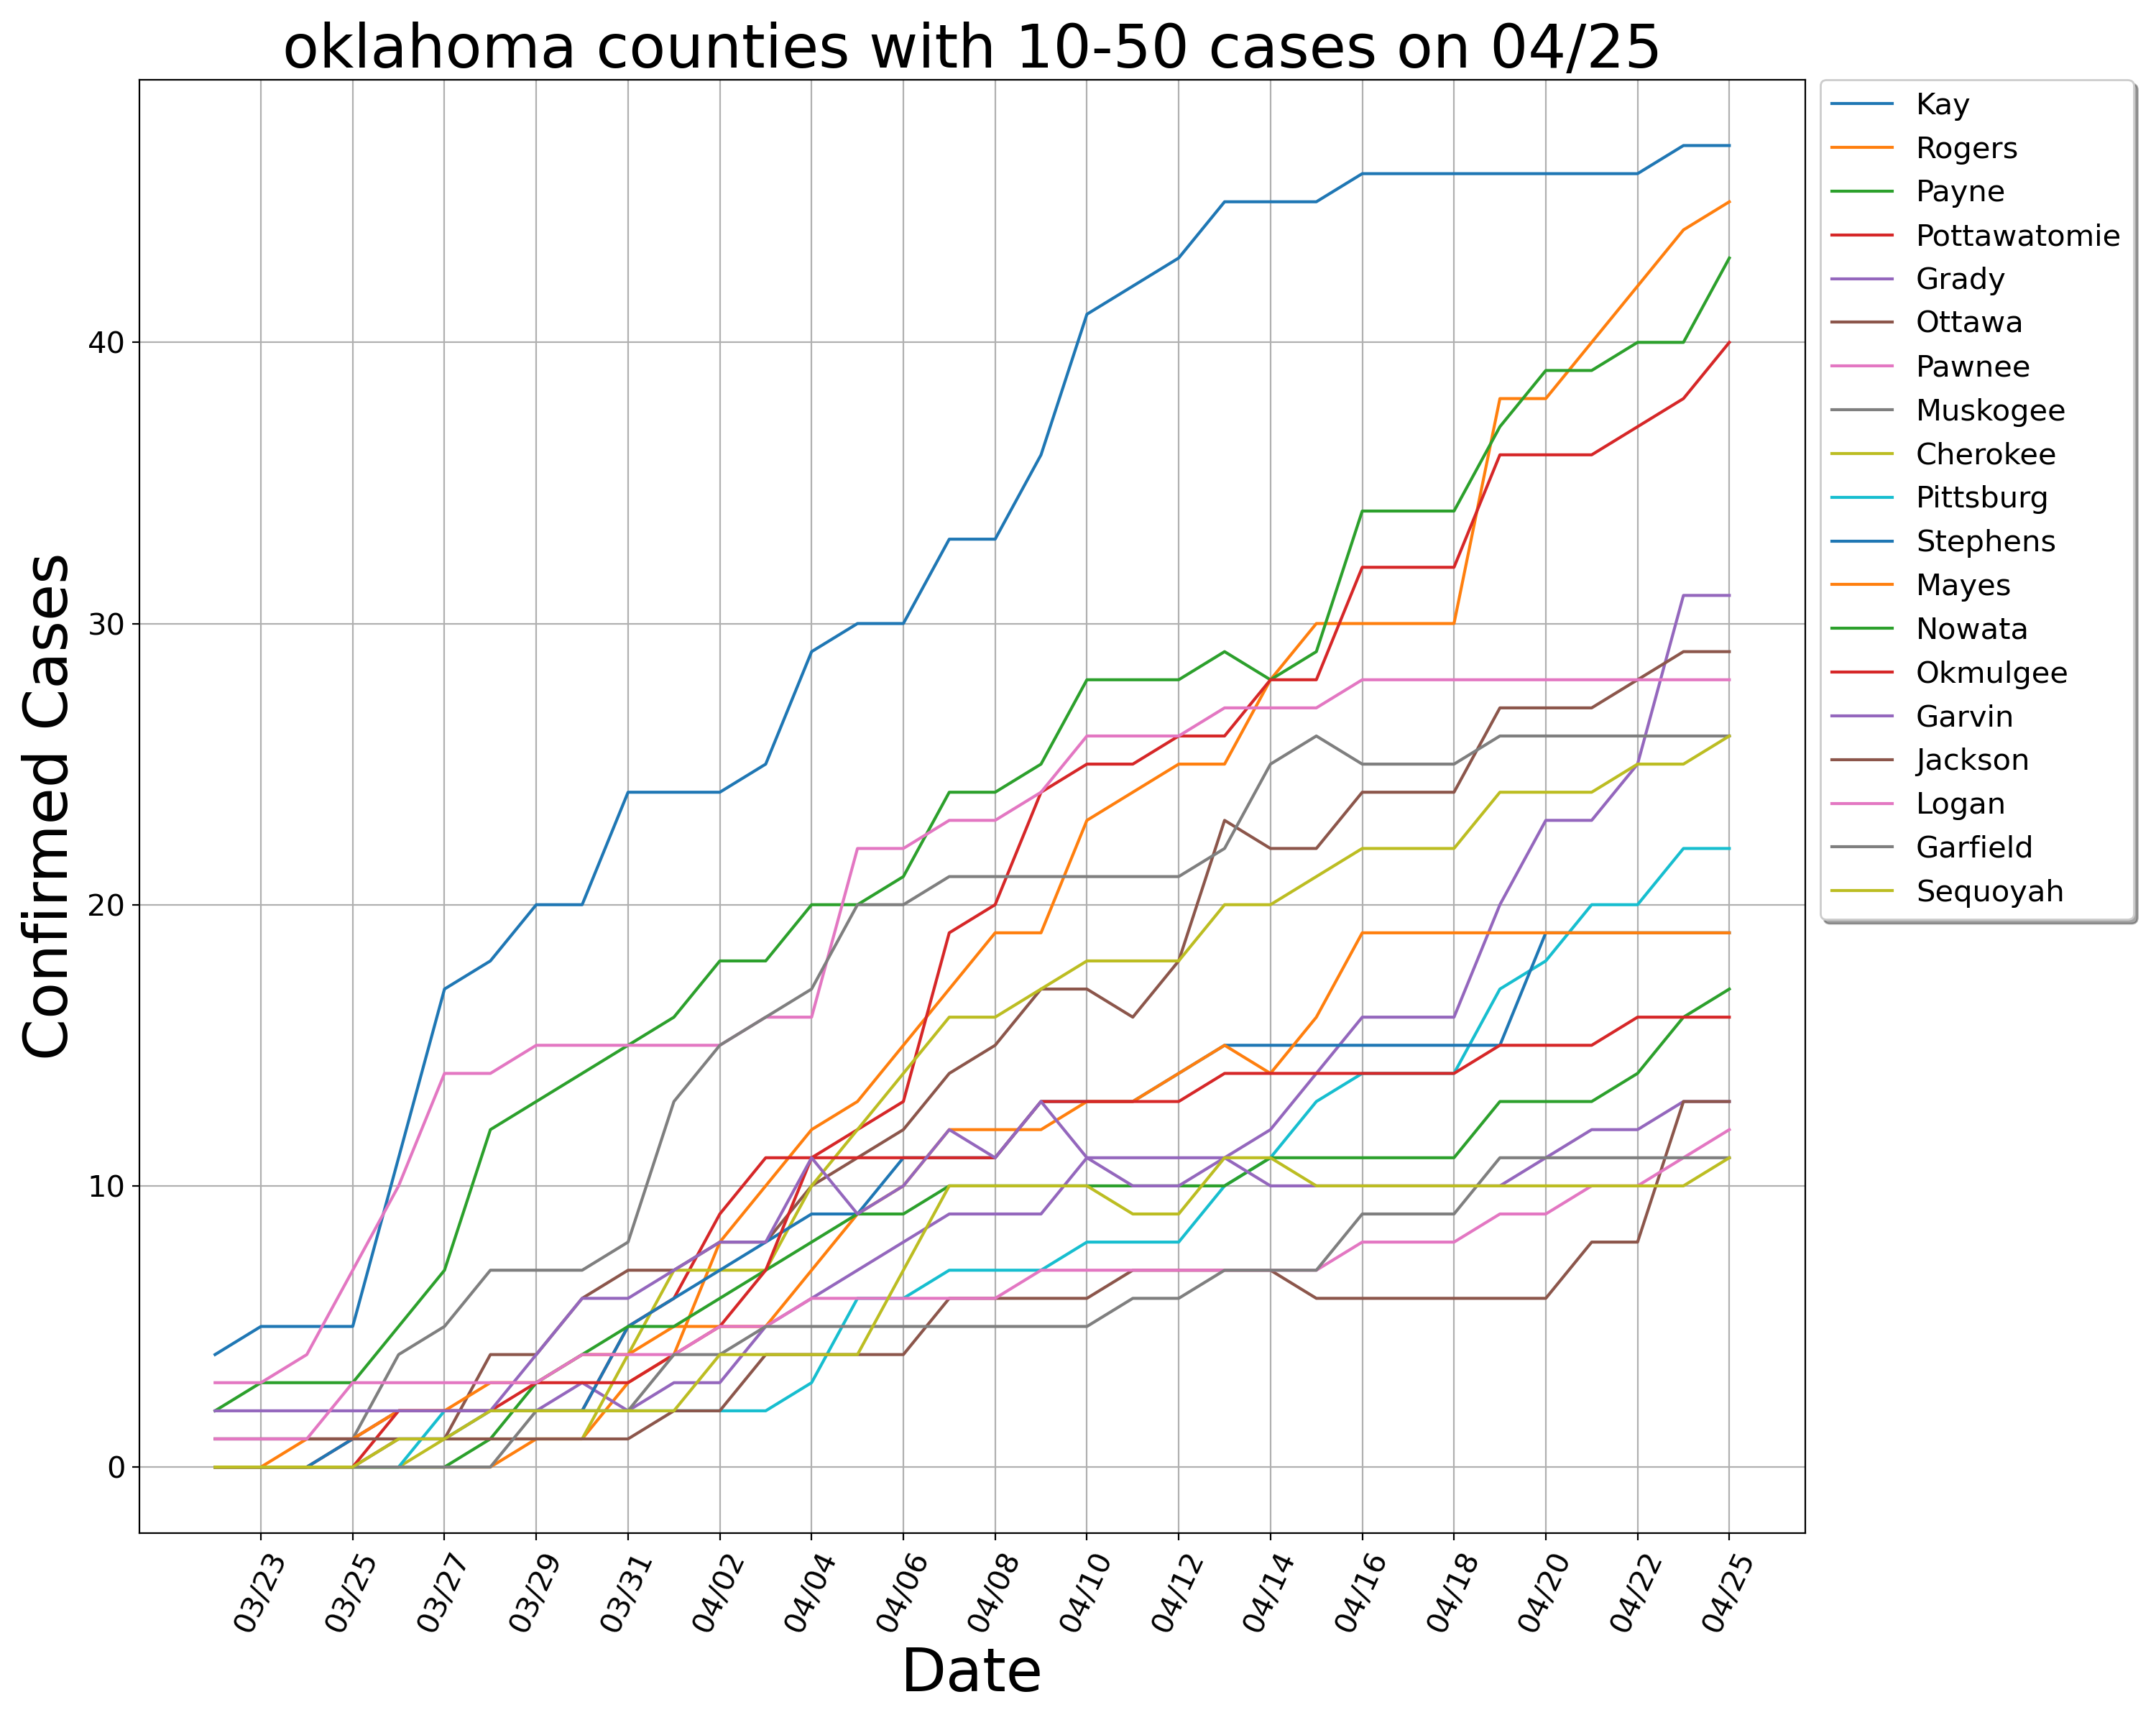 oklahoma counties with 10-50 cases on 04/25
Kay
Rogers
Payne
Pottawatomie
Grady
Ottawa
Pawnee
Muskogee
Cherokee
Pittsburg
Stephens
Mayes
Nowata
Okmulgee
Garvin
Jackson
Logan
Garfield
Sequoyah
Confirmed Cases
40
30
20
10
0
03/23 03/25 03/27 03/29 03/31 04/02 04/04 04/06 04/08 04/10 04/12 04/14 04/16 04/18 04/20 04/22 04/25
Date